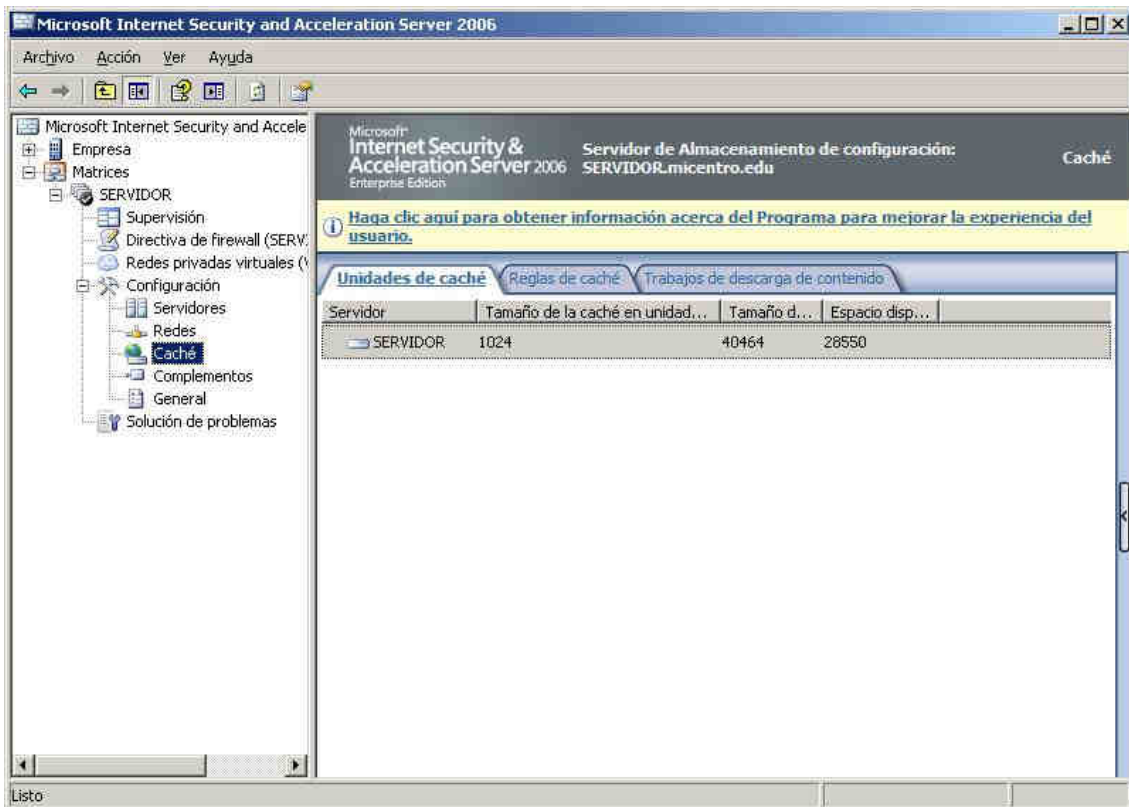 Microsoft Internet Security and Acceleration Server 2006
Archivo Acción Ver Ayuda
Microsoft Internet Security and Accele
Empresa
Matrices
SERVIDOR
Supervisión
Directiva de firewall (SERV
Redes privadas virtuales (V
Configuración
Servidores
Redes
Caché
Complementos
General
Solución de problemas
Microsoft
Internet Security &
Acceleration Server 2006
Enterprise Edition
Servidor de Almacenamiento de configuración:
SERVIDOR.micentro.edu
Caché
Haga clic aquí para obtener información acerca del Programa para mejorar la experiencia del
usuario.
Unidades de caché Reglas de caché Trabajos de descarga de contenido
Servidor Tamaño de la caché en unidad... Tamaño d... Espacio disp...
SERVIDOR 1024 40464 28550
Listo